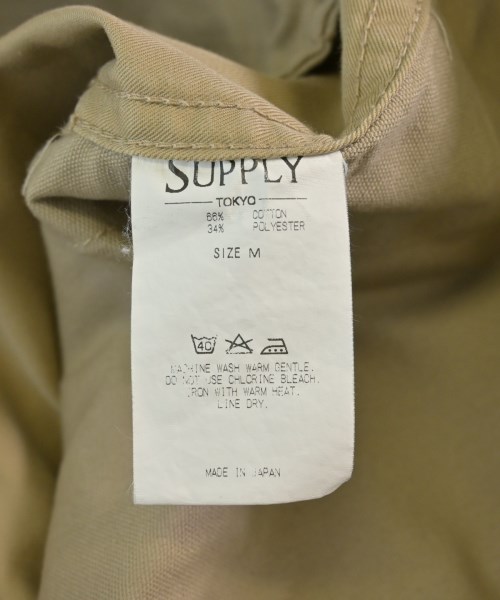 SUPPLY
TOKYO
66% COTTON
34% POLYESTER
SIZE M
40
MACHINE WASH WARM GENTLE.
DO NOT USE CHLORINE BLEACH.
IRON WITH WARM HEAT.
LINE DRY.
MADE IN JAPAN